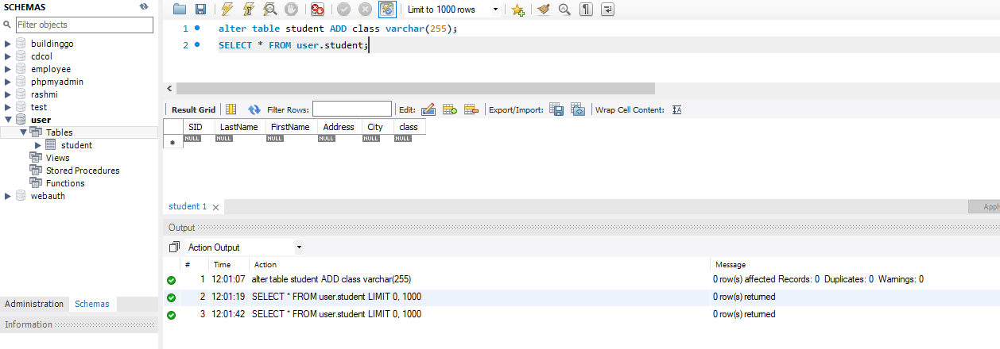 SCHEMAS
Filter objects
buildinggo
cdcol
employee
phpmyadmin
rashmi
test
user
Tables
student
Views
Stored Procedures
Functions
webauth
Administration Schemas
Information
Limit to 1000 rows
1 alter table student ADD class varchar(255);
2 SELECT * FROM user.student;
Result Grid Filter Rows: Edit: Export/Import: Wrap Cell Content:
SID LastName FirstName Address City class
NULL NULL NULL NULL NULL NULL
student 1
Apply
Output
Action Output
# Time Action Message
1 12:01:07 alter table student ADD class varchar(255) 0 row(s) affected Records: 0 Duplicates: 0 Warnings: 0
2 12:01:19 SELECT * FROM user.student LIMIT 0, 1000 0 row(s) returned
3 12:01:42 SELECT * FROM user.student LIMIT 0, 1000 0 row(s) returned